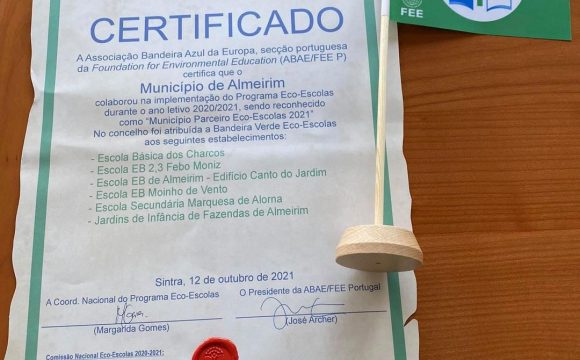 FEE
CERTIFICADO
A Associação Bandeira Azul da Europa, secção portuguesa
da Foundation for Environmental Education (ABAE/FEE P)
certifica que o
Município de Almeirim
colaborou na implementação do Programa Eco-Escolas
durante o ano letivo 2020/2021, sendo reconhecido
como "Município Parceiro Eco-Escolas 2021"
No concelho foi atribuída a Bandeira Verde Eco-Escolas
aos seguintes estabelecimentos:
- Escola Básica dos Charcos
- Escola EB 2,3 Febo Moniz
- Escola EB de Almeirim - Edifício Canto do Jardim
- Escola EB Moinho de Vento
- Escola Secundária Marquesa de Alorna
- Jardins de Infância de Fazendas de Almeirim
Sintra, 12 de outubro de 2021
A Coord. Nacional do Programa Eco-Escolas
O Presidente da ABAE/FEE Portugal
(Margarida Gomes)
(José Archer)
Comissão Nacional Eco-Escolas 2020-2021: